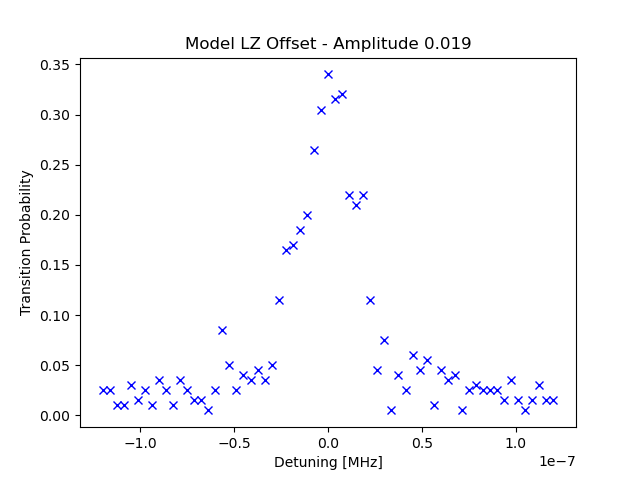 Model LZ Offset - Amplitude 0.019
0.35
0.30
0.25
0.20
0.15
0.10
0.05
0.00
Transition Probability
−1.0 −0.5 0.0 0.5 1.0
1e−7
Detuning [MHz]